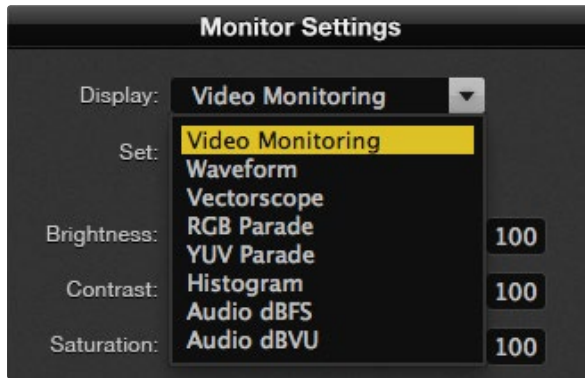 Monitor Settings
Display: Video Monitoring
Set:
Video Monitoring
Waveform
Vectorscope
RGB Parade
YUV Parade
Histogram
Audio dBFS
Audio dBVU
Brightness: 100
Contrast: 100
Saturation: 100